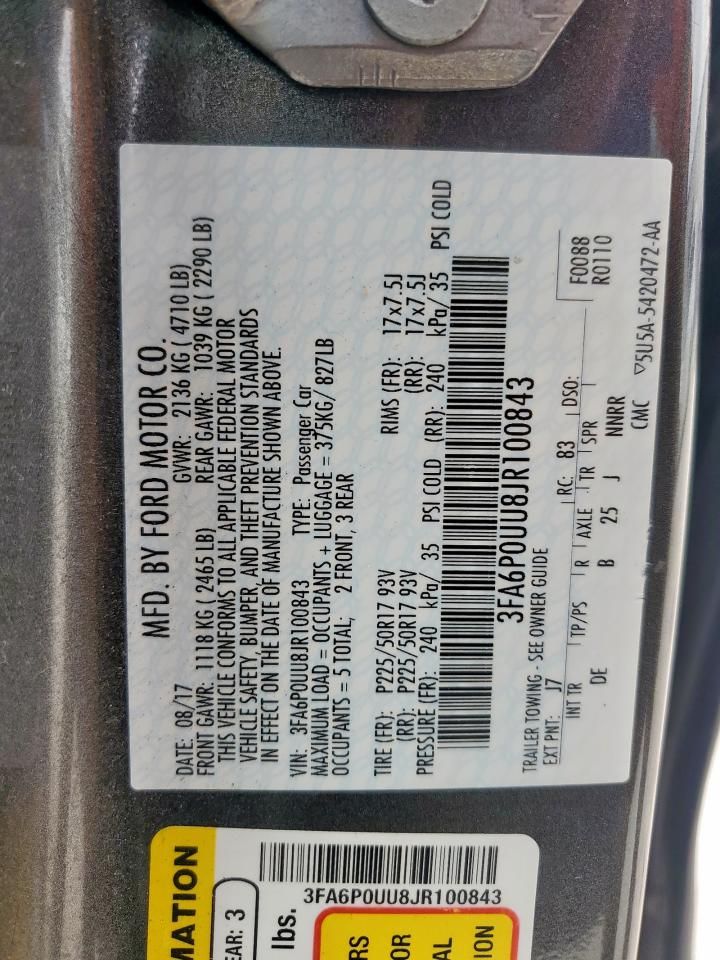 MFD. BY FORD MOTOR CO.
DATE: 08/17 GVWR: 2136 KG ( 4710 LB)
FRONT GAWR: 1118 KG ( 2465 LB) REAR GAWR: 1039 KG ( 2290 LB)
THIS VEHICLE CONFORMS TO ALL APPLICABLE FEDERAL MOTOR
VEHICLE SAFETY, BUMPER, AND THEFT PREVENTION STANDARDS
IN EFFECT ON THE DATE OF MANUFACTURE SHOWN ABOVE.
VIN: 3FA6P0UU8JR100843 TYPE: Passenger Car
MAXIMUM LOAD = OCCUPANTS + LUGGAGE = 375KG/ 827LB
OCCUPANTS = 5 TOTAL; 2 FRONT, 3 REAR
TIRE (FR): P225/50R17 93V RIMS (FR): 17x7.5J
(RR): P225/50R17 93V (RR): 17x7.5J
PRESSURE (FR): 240 kPa/ 35 PSI COLD (RR): 240 kPa/ 35 PSI COLD
3FA6P0UU8JR100843
TRAILER TOWING - SEE OWNER GUIDE
EXT PNT: J7 RC: 83 DSO: F0088
R0110
INT TR TP/PS R AXLE TR SPR
DE B 25 J NNRR
CMC ▽5U5A-5420472-AA
MATION
EAR: 3
lbs.
3FA6P0UU8JR100843
RS
OR
AL
ION